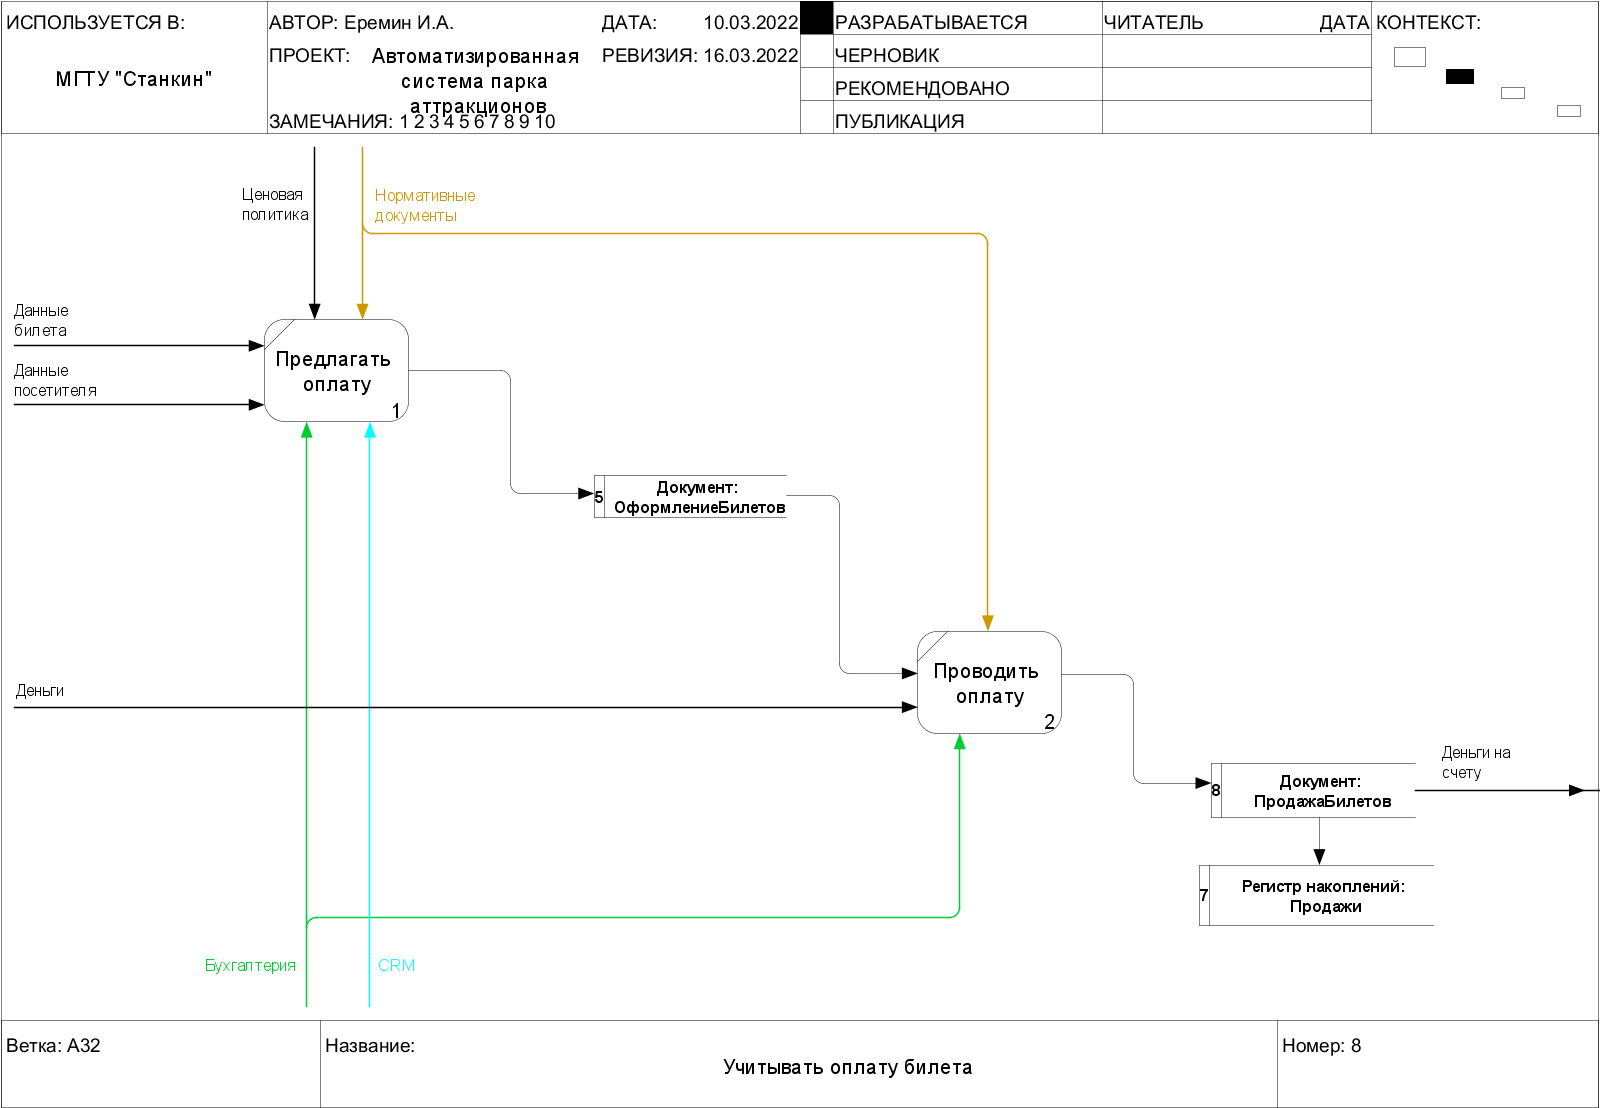 ИСПОЛЬЗУЕТСЯ В:
МГТУ "Станкин"
АВТОР: Еремин И.А.
ДАТА: 10.03.2022
ПРОЕКТ: Автоматизированная
система парка
аттракционов
РЕВИЗИЯ: 16.03.2022
ЗАМЕЧАНИЯ: 1 2 3 4 5 6 7 8 9 10
РАЗРАБАТЫВАЕТСЯ
ЧЕРНОВИК
РЕКОМЕНДОВАНО
ПУБЛИКАЦИЯ
ЧИТАТЕЛЬ
ДАТА
КОНТЕКСТ:
Ценовая
политика
Нормативные
документы
Данные
билета
Данные
посетителя
Предлагать
оплату
1
5
Документ:
ОформлениеБилетов
Деньги
Проводить
оплату
2
8
Документ:
ПродажаБилетов
Деньги на
счету
7
Регистр накоплений:
Продажи
Бухгалтерия
CRM
Ветка: A32
Название:
Учитывать оплату билета
Номер: 8